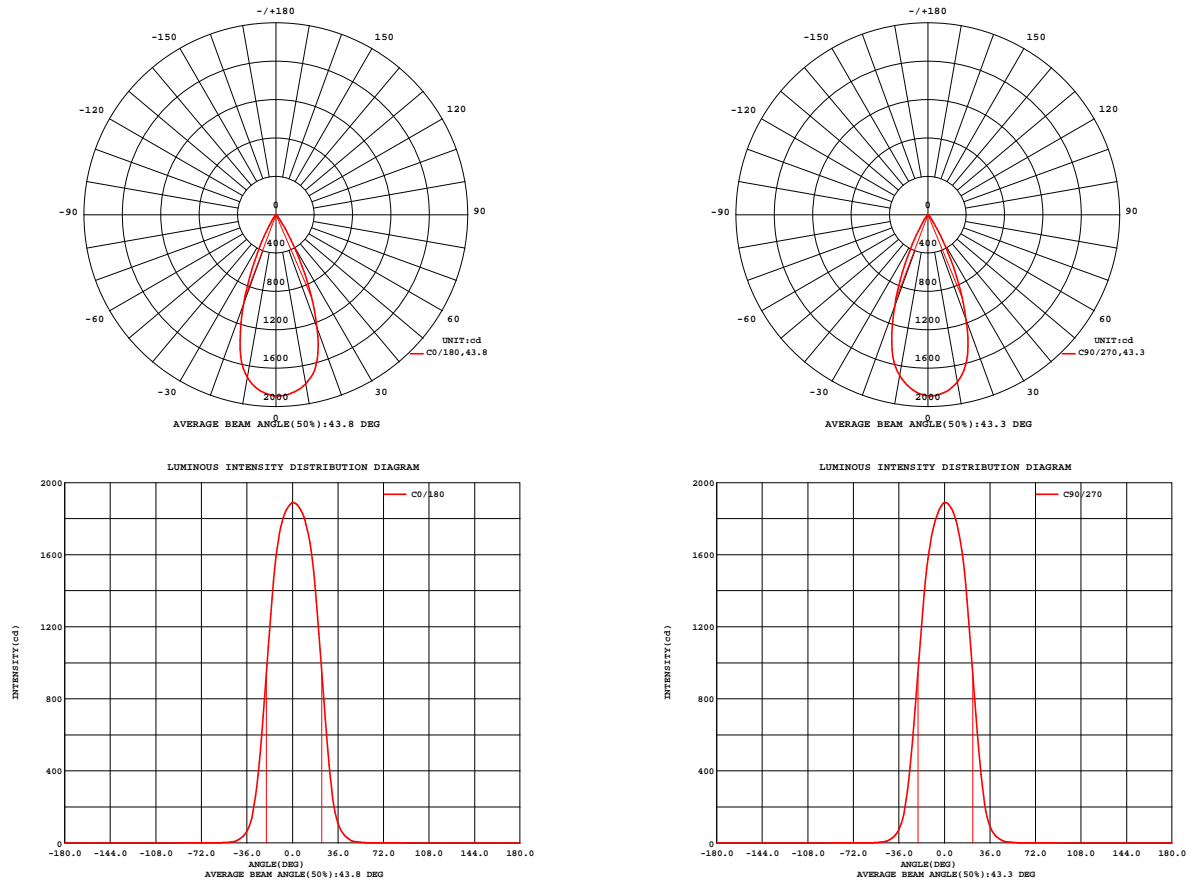 -/+180
-150 150
-120 120
-90 90
-60 60
-30 30
0
0
400
800
1200
1600
2000
UNIT:cd
C0/180,43.8
AVERAGE BEAM ANGLE(50%):43.8 DEG
-/+180
-150 150
-120 120
-90 90
-60 60
-30 30
0
0
400
800
1200
1600
2000
UNIT:cd
C90/270,43.3
AVERAGE BEAM ANGLE(50%):43.3 DEG
LUMINOUS INTENSITY DISTRIBUTION DIAGRAM
C0/180
2000
1600
1200
800
400
0
INTENSITY(cd)
-180.0 -144.0 -108.0 -72.0 -36.0 0.0 36.0 72.0 108.0 144.0 180.0
ANGLE(DEG)
AVERAGE BEAM ANGLE(50%):43.8 DEG
LUMINOUS INTENSITY DISTRIBUTION DIAGRAM
C90/270
2000
1600
1200
800
400
0
INTENSITY(cd)
-180.0 -144.0 -108.0 -72.0 -36.0 0.0 36.0 72.0 108.0 144.0 180.0
ANGLE(DEG)
AVERAGE BEAM ANGLE(50%):43.3 DEG